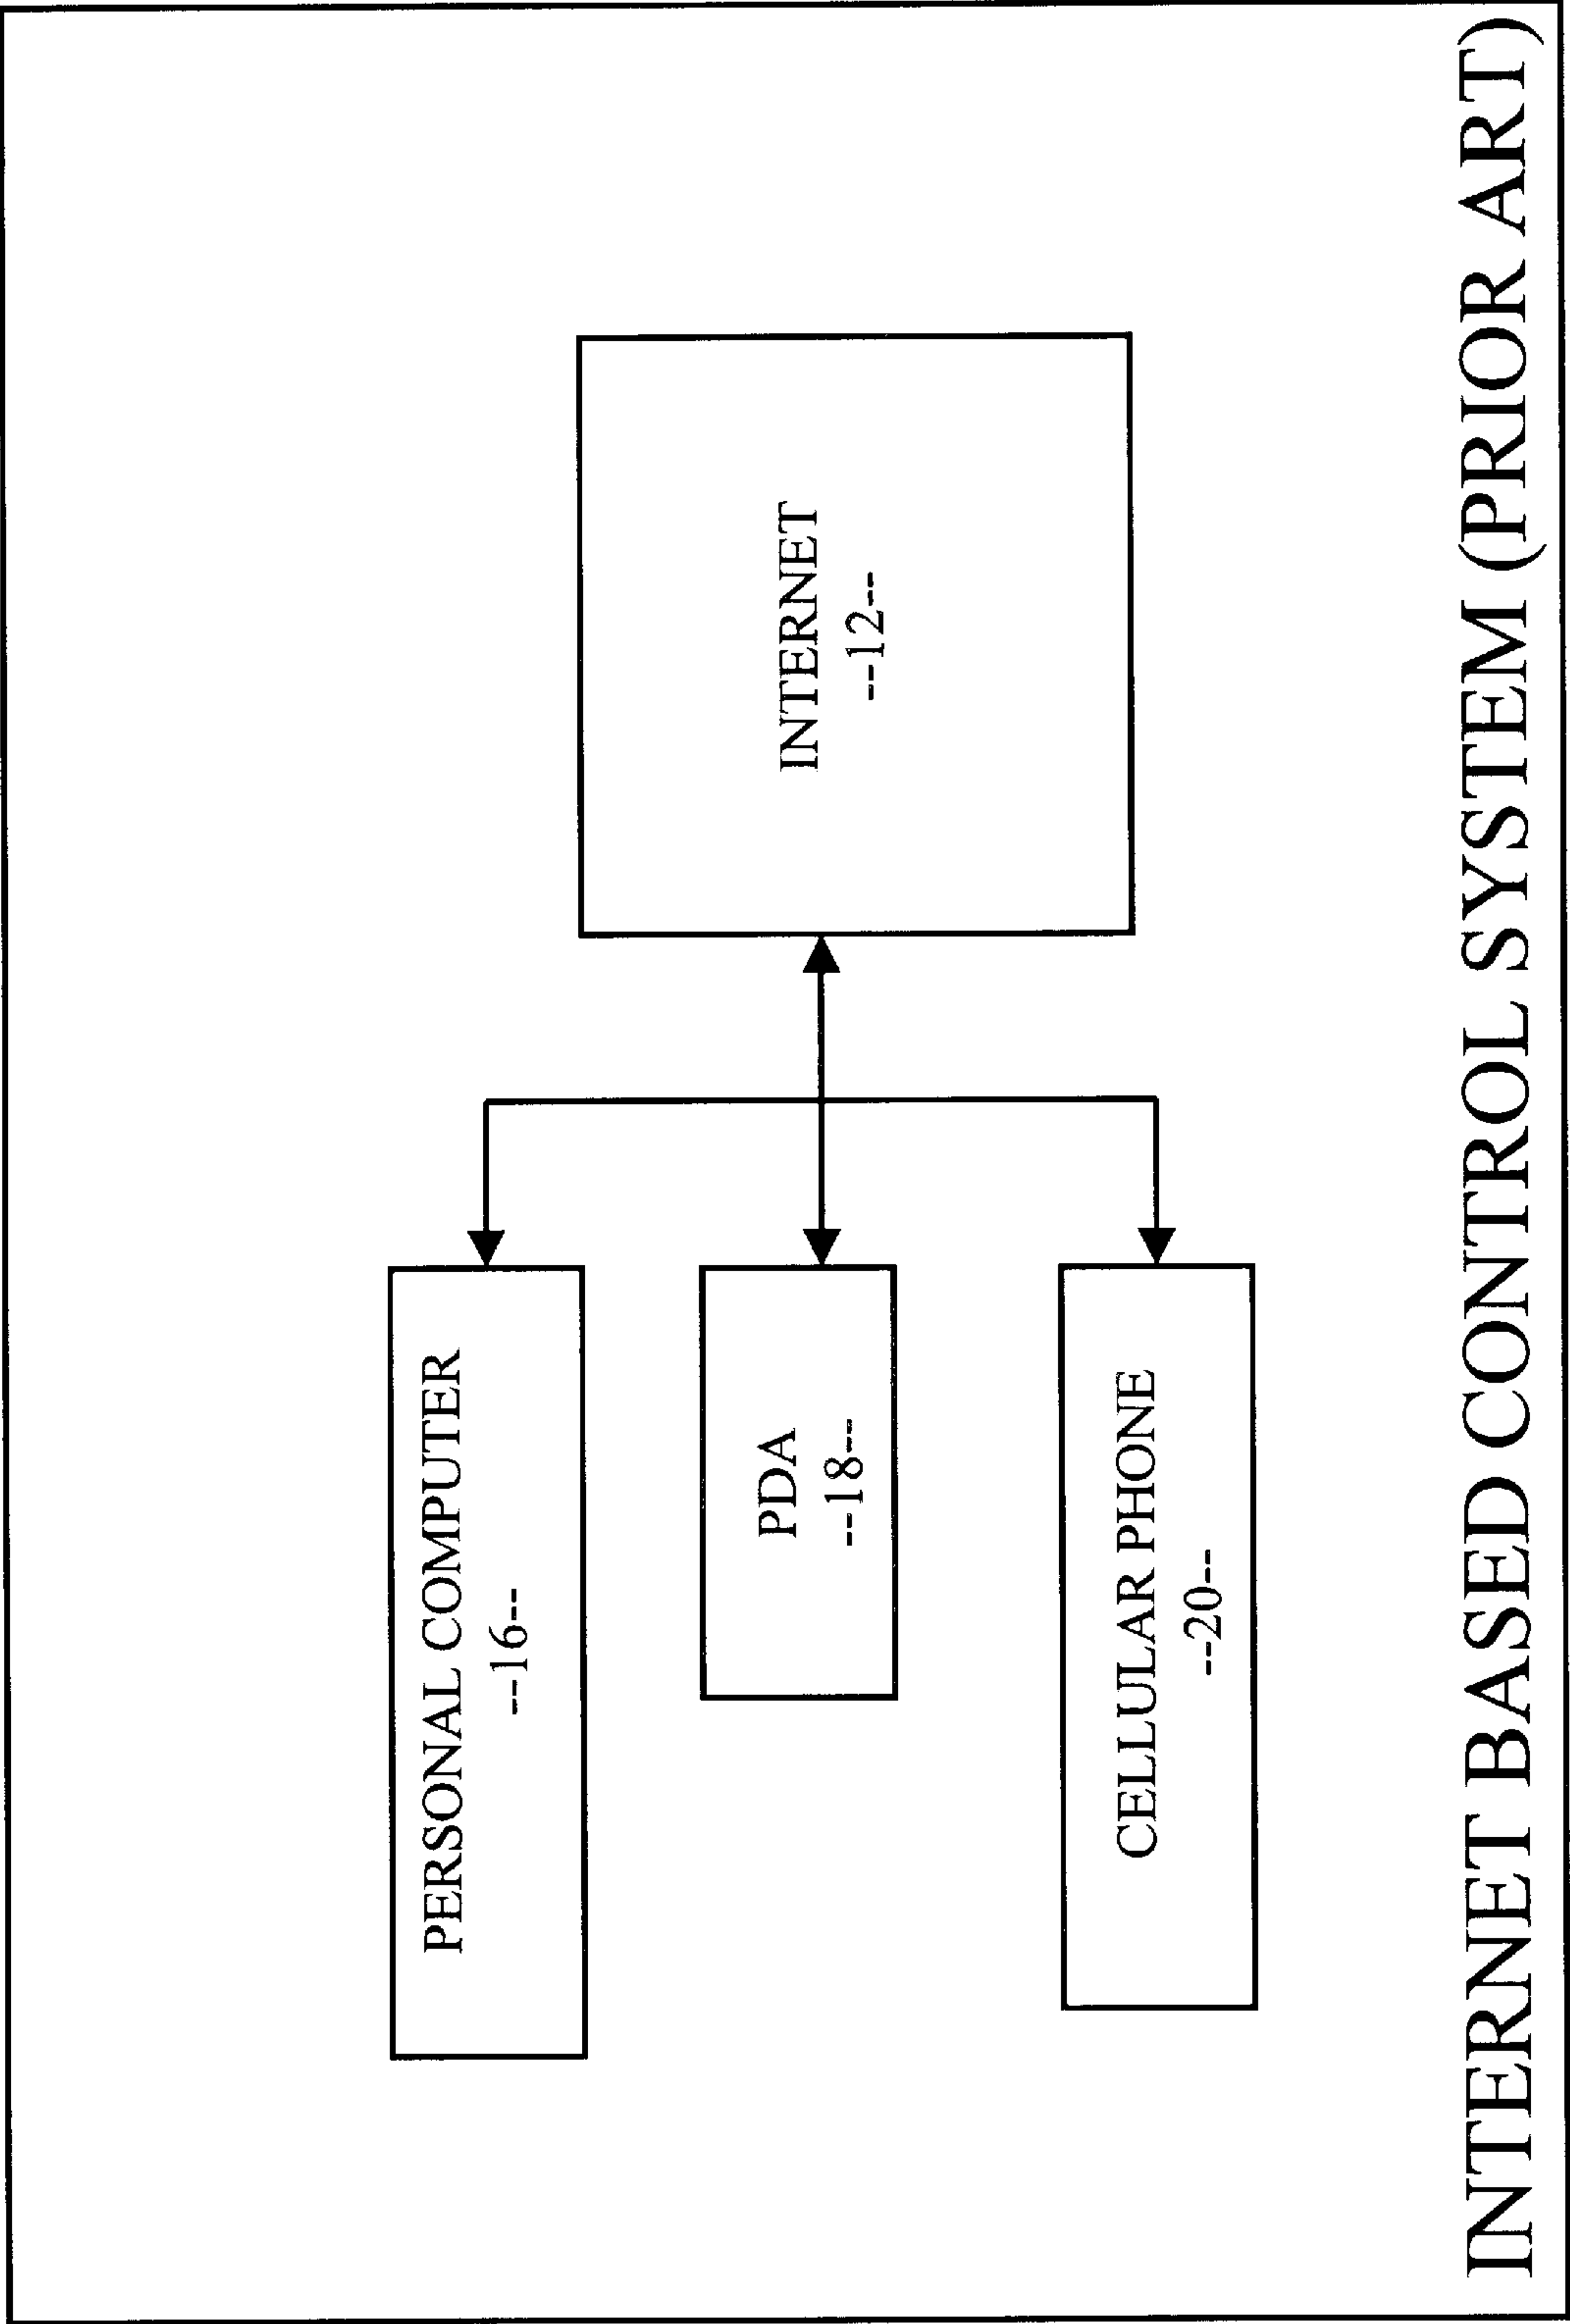 PERSONAL COMPUTER
--16--
PDA
--18--
CELLULAR PHONE
--20--
INTERNET
--12--
INTERNET BASED CONTROL SYSTEM (PRIOR ART)